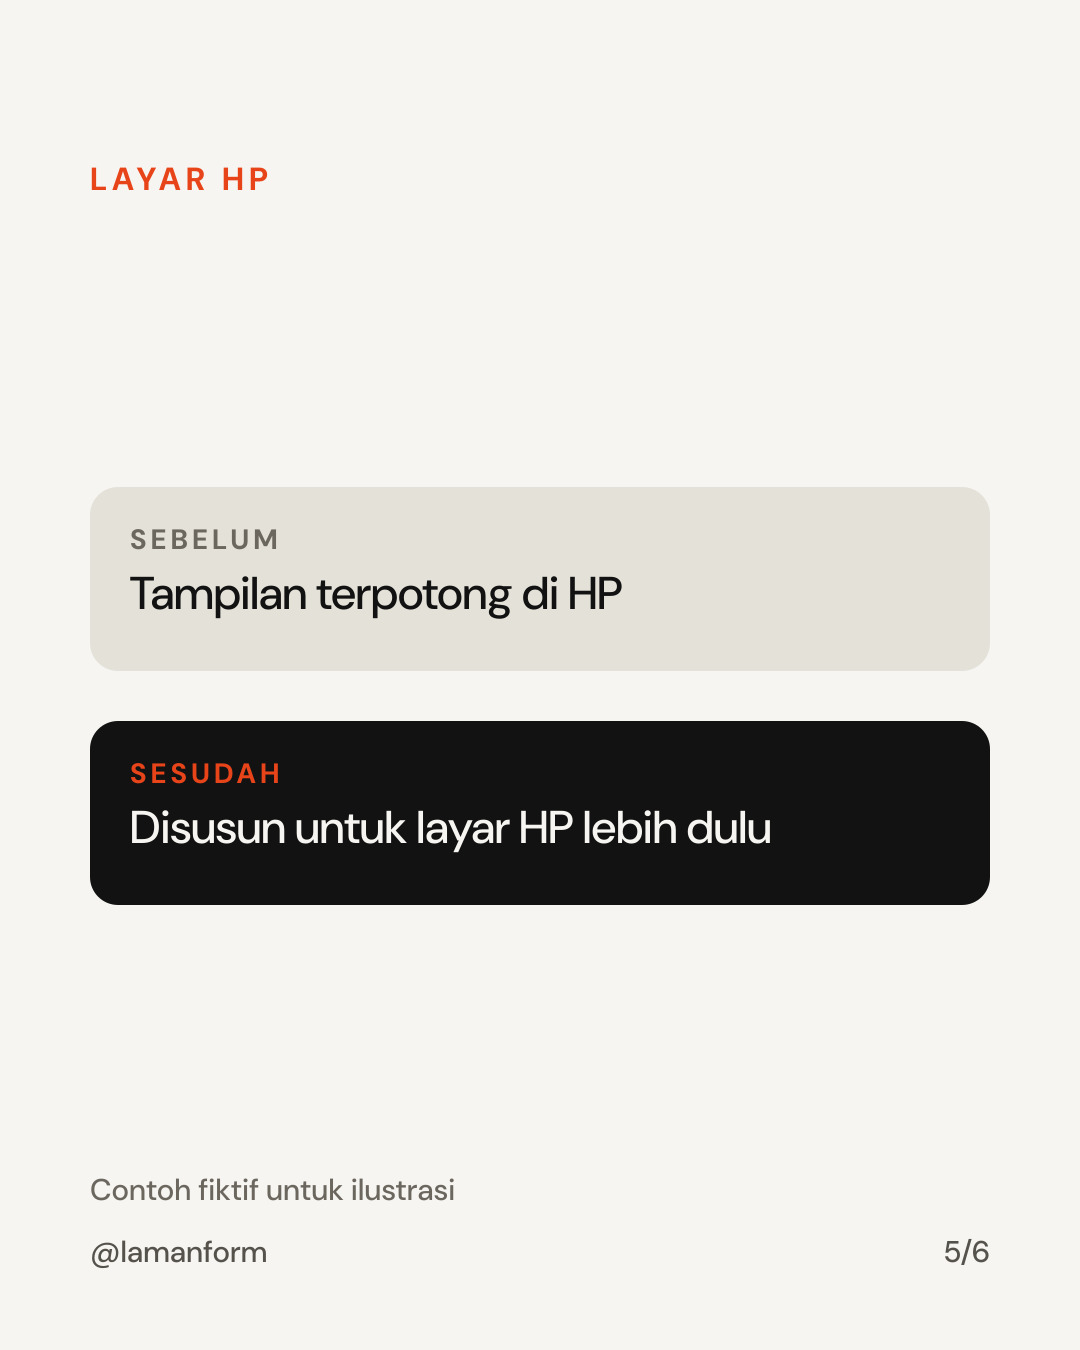 LAYAR HP
SEBELUM
Tampilan terpotong di HP
SESUDAH
Disusun untuk layar HP lebih dulu
Contoh fiktif untuk ilustrasi
@lamanform
5/6